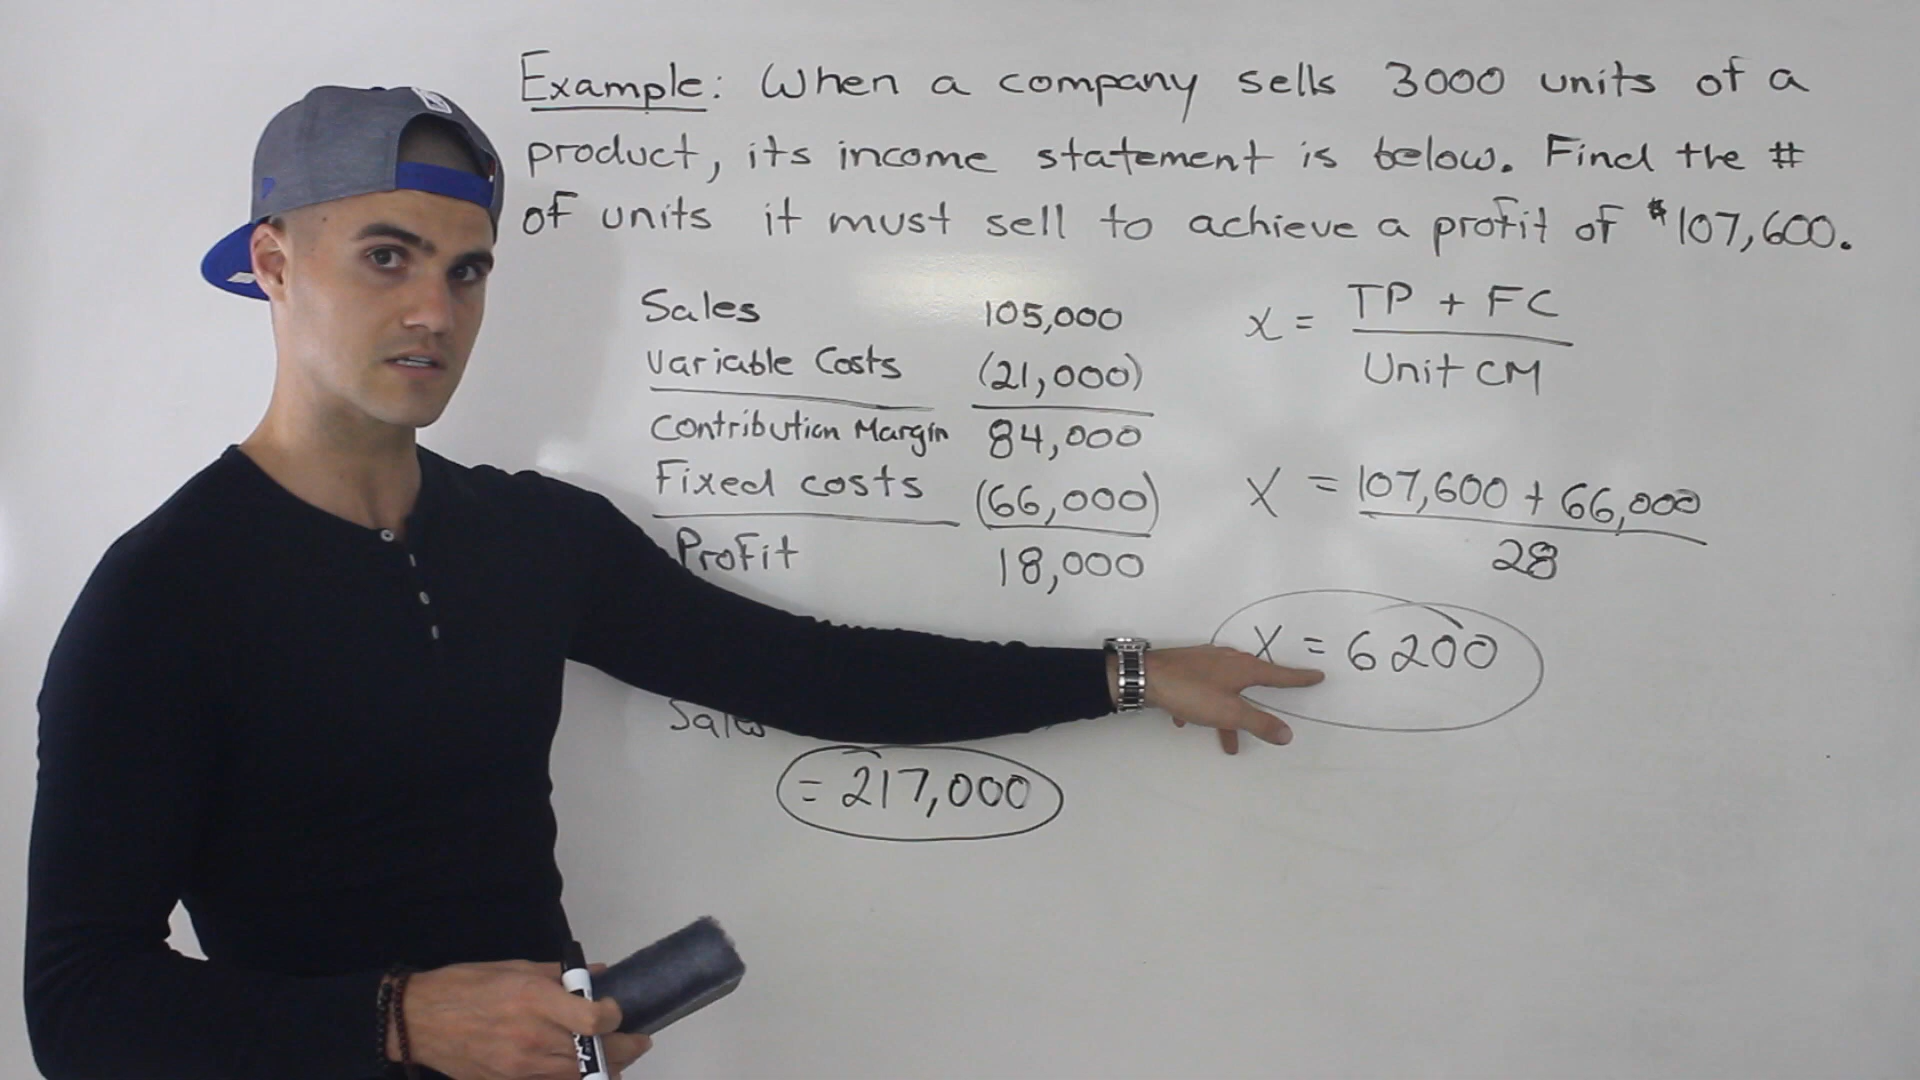 Example: When a company sells 3000 units of a
product, its income statement is below. Find the #
of units it must sell to achieve a profit of $107,600.
Sales 105,000
Variable Costs (21,000)
Contribution Margin 84,000
Fixed costs (66,000)
Profit 18,000
Sales
= 217,000
x = TP + FC
Unit CM
X = 107,600 + 66,000
28
X = 6200